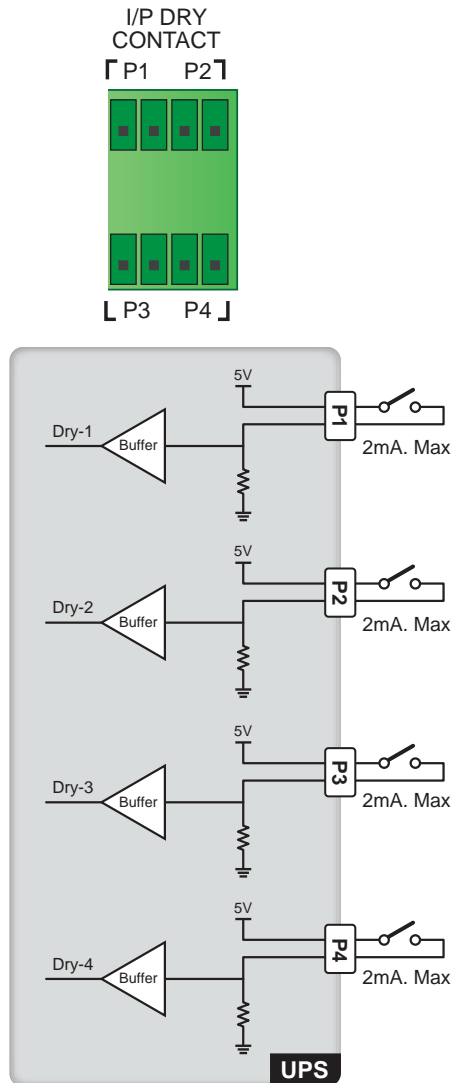 I/P DRY
CONTACT
P1 P2
P3 P4
5V
P1
Dry-1
Buffer
2mA. Max
5V
P2
Dry-2
Buffer
2mA. Max
5V
P3
Dry-3
Buffer
2mA. Max
5V
P4
Dry-4
Buffer
2mA. Max
UPS